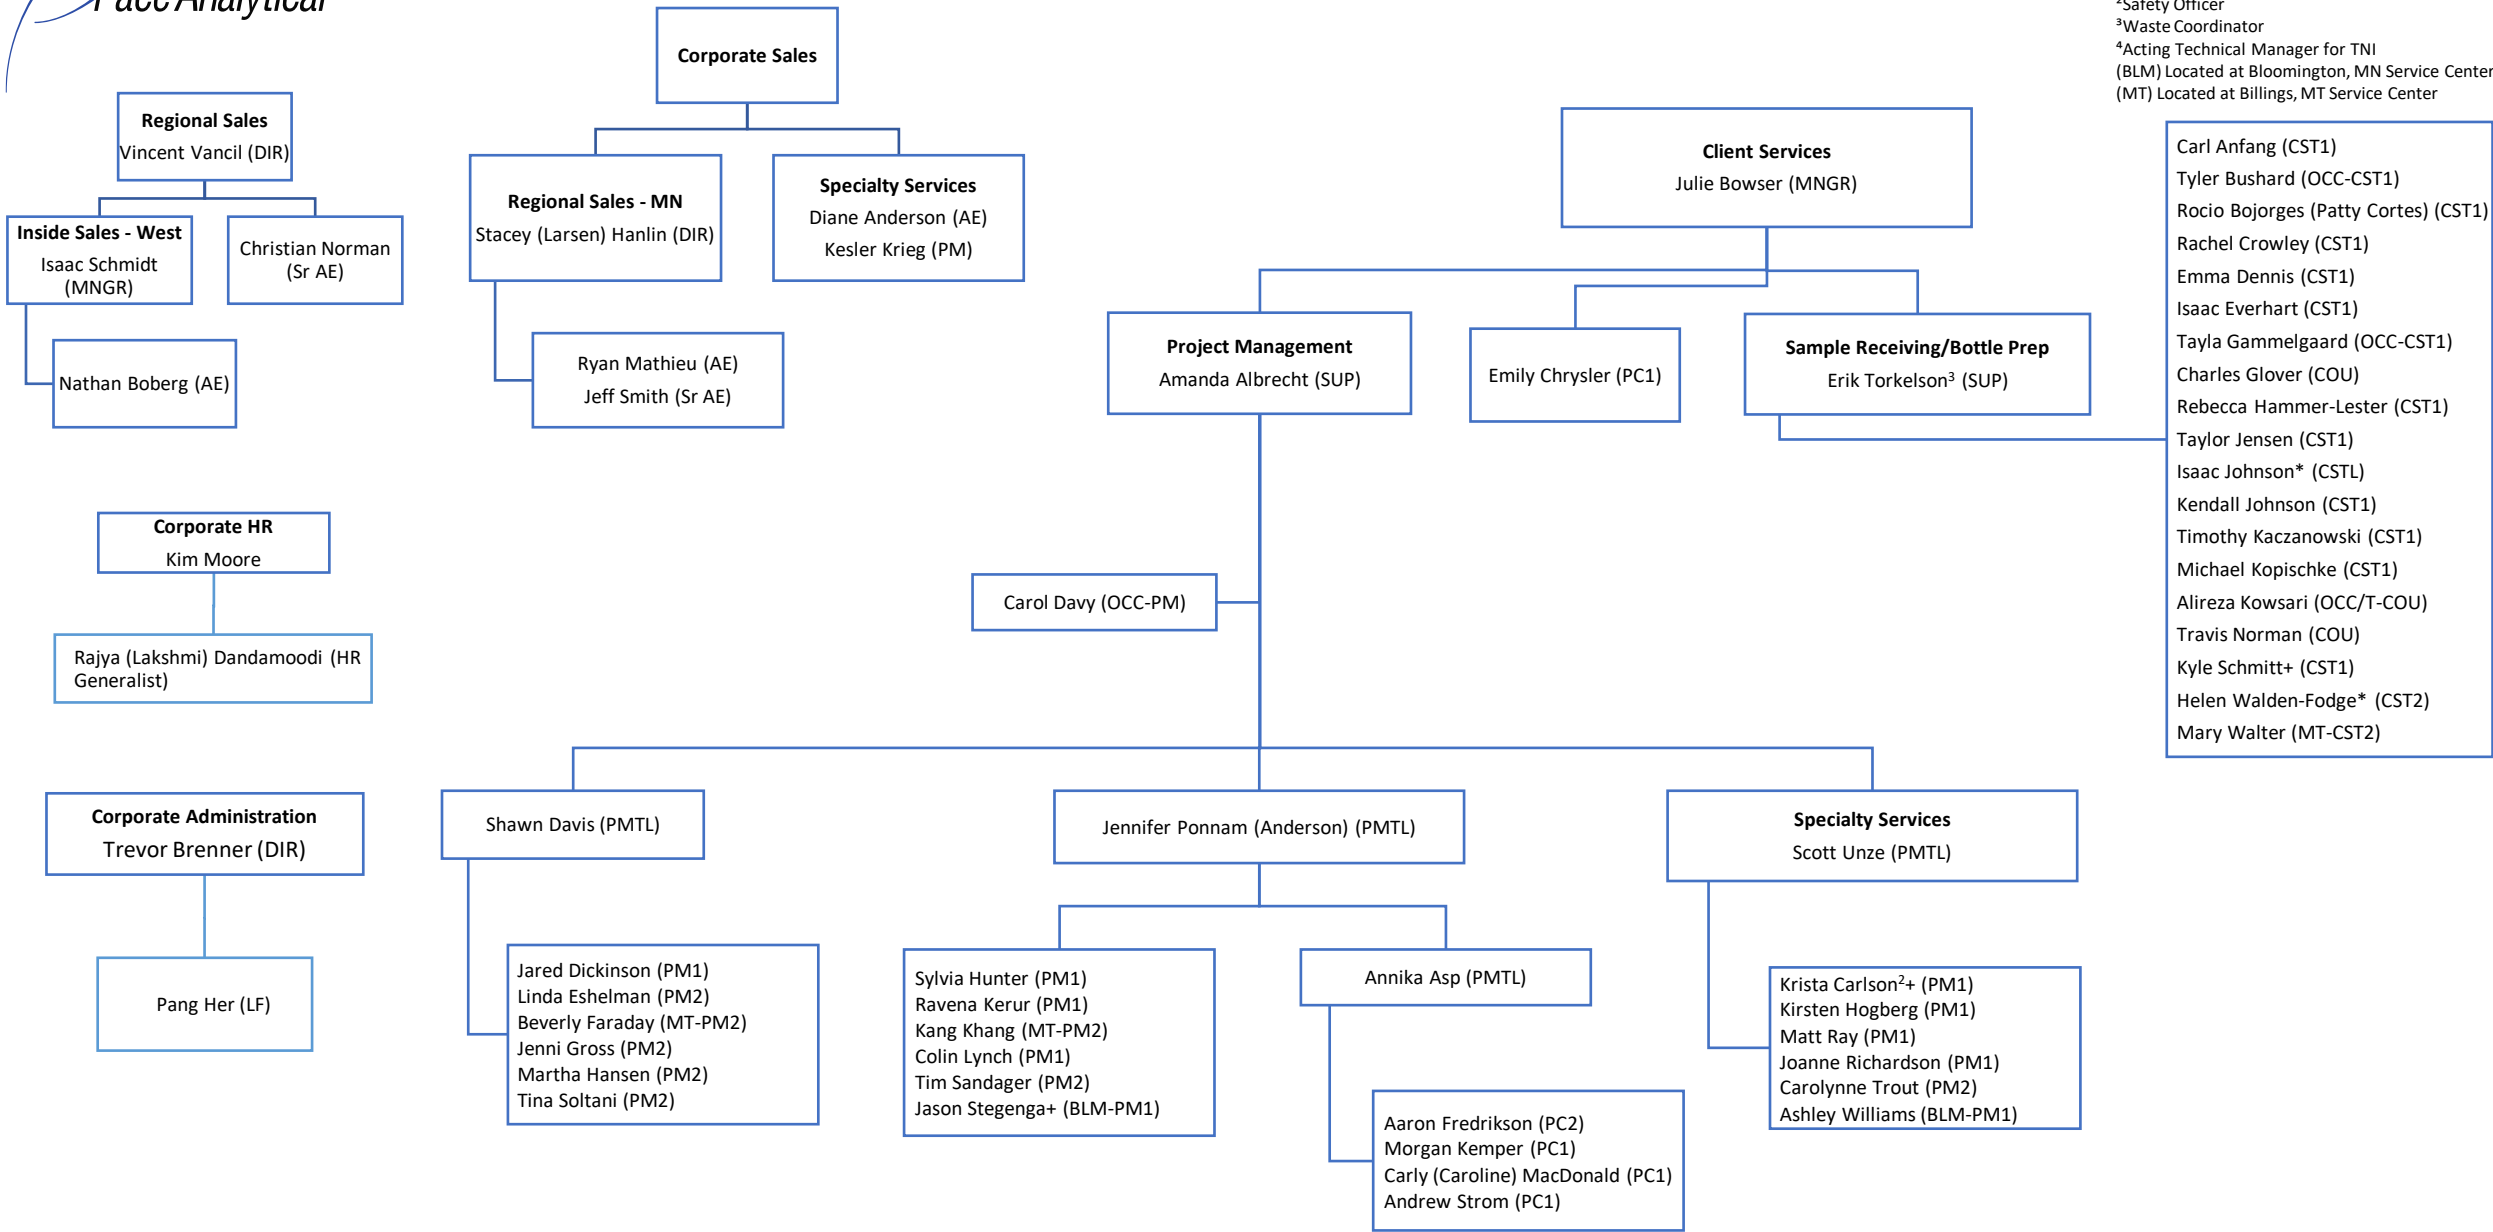 Pace Analytical
²Safety Officer
³Waste Coordinator
⁴Acting Technical Manager for TNI
(BLM) Located at Bloomington, MN Service Center
(MT) Located at Billings, MT Service Center
Corporate Sales
Regional Sales
Vincent Vancil (DIR)
Inside Sales - West
Isaac Schmidt
(MNGR)
Christian Norman
(Sr AE)
Nathan Boberg (AE)
Regional Sales - MN
Stacey (Larsen) Hanlin (DIR)
Specialty Services
Diane Anderson (AE)
Kesler Krieg (PM)
Ryan Mathieu (AE)
Jeff Smith (Sr AE)
Client Services
Julie Bowser (MNGR)
Project Management
Amanda Albrecht (SUP)
Emily Chrysler (PC1)
Sample Receiving/Bottle Prep
Erik Torkelson³ (SUP)
Carl Anfang (CST1)
Tyler Bushard (OCC-CST1)
Rocio Bojorges (Patty Cortes) (CST1)
Rachel Crowley (CST1)
Emma Dennis (CST1)
Isaac Everhart (CST1)
Tayla Gammelgaard (OCC-CST1)
Charles Glover (COU)
Rebecca Hammer-Lester (CST1)
Taylor Jensen (CST1)
Isaac Johnson* (CSTL)
Kendall Johnson (CST1)
Timothy Kaczanowski (CST1)
Michael Kopischke (CST1)
Alireza Kowsari (OCC/T-COU)
Travis Norman (COU)
Kyle Schmitt+ (CST1)
Helen Walden-Fodge* (CST2)
Mary Walter (MT-CST2)
Corporate HR
Kim Moore
Rajya (Lakshmi) Dandamoodi (HR
Generalist)
Carol Davy (OCC-PM)
Corporate Administration
Trevor Brenner (DIR)
Pang Her (LF)
Shawn Davis (PMTL)
Jared Dickinson (PM1)
Linda Eshelman (PM2)
Beverly Faraday (MT-PM2)
Jenni Gross (PM2)
Martha Hansen (PM2)
Tina Soltani (PM2)
Jennifer Ponnam (Anderson) (PMTL)
Sylvia Hunter (PM1)
Ravena Kerur (PM1)
Kang Khang (MT-PM2)
Colin Lynch (PM1)
Tim Sandager (PM2)
Jason Stegenga+ (BLM-PM1)
Annika Asp (PMTL)
Aaron Fredrikson (PC2)
Morgan Kemper (PC1)
Carly (Caroline) MacDonald (PC1)
Andrew Strom (PC1)
Specialty Services
Scott Unze (PMTL)
Krista Carlson²+ (PM1)
Kirsten Hogberg (PM1)
Matt Ray (PM1)
Joanne Richardson (PM1)
Carolynne Trout (PM2)
Ashley Williams (BLM-PM1)